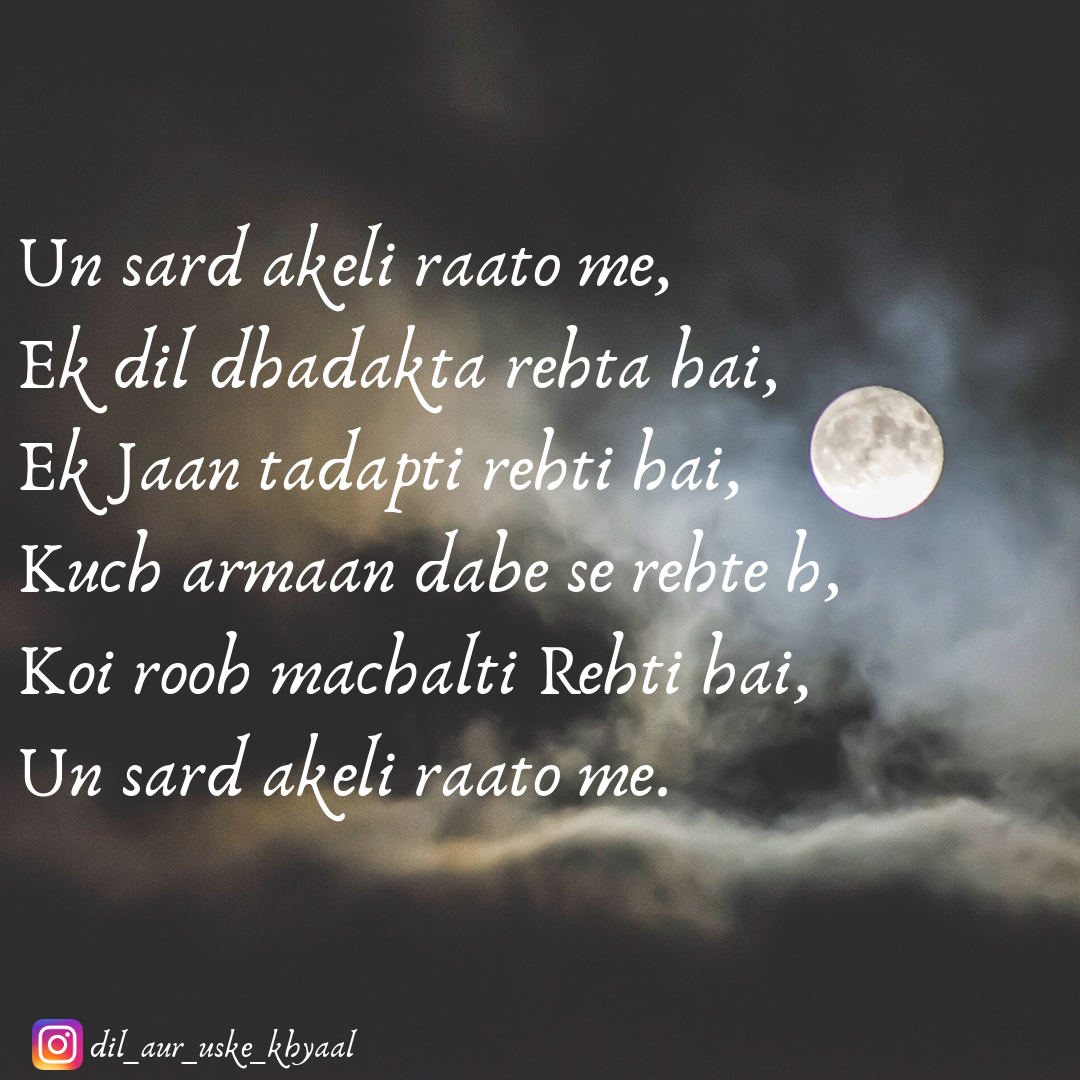 Un sard akeli raato me,
Ek dil dhadakta rehta hai,
Ek Jaan tadapti rehti hai,
Kuch armaan dabe se rehte h,
Koi rooh machalti Rehti hai,
Un sard akeli raato me.
dil_aur_uske_khyaal